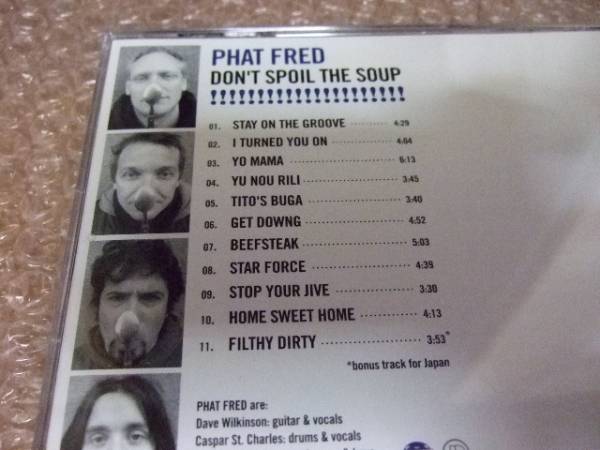 PHAT FRED
DON'T SPOIL THE SOUP
!!!!!!!!!!!!!!!!!!!!!
01. STAY ON THE GROOVE ........... 4:29
02. I TURNED YOU ON ............... 4:04
03. YO MAMA ......................... 6:13
04. YU NOU RILI ..................... 3:45
05. TITO'S BUGA ..................... 3:40
06. GET DOWNG ...................... 4:52
07. BEEFSTEAK ....................... 5:03
08. STAR FORCE ...................... 4:39
09. STOP YOUR JIVE ................. 3:30
10. HOME SWEET HOME ............. 4:13
11. FILTHY DIRTY .................... 3:53*
*bonus track for Japan
PHAT FRED are:
Dave Wilkinson: guitar & vocals
Caspar St. Charles: drums & vocals